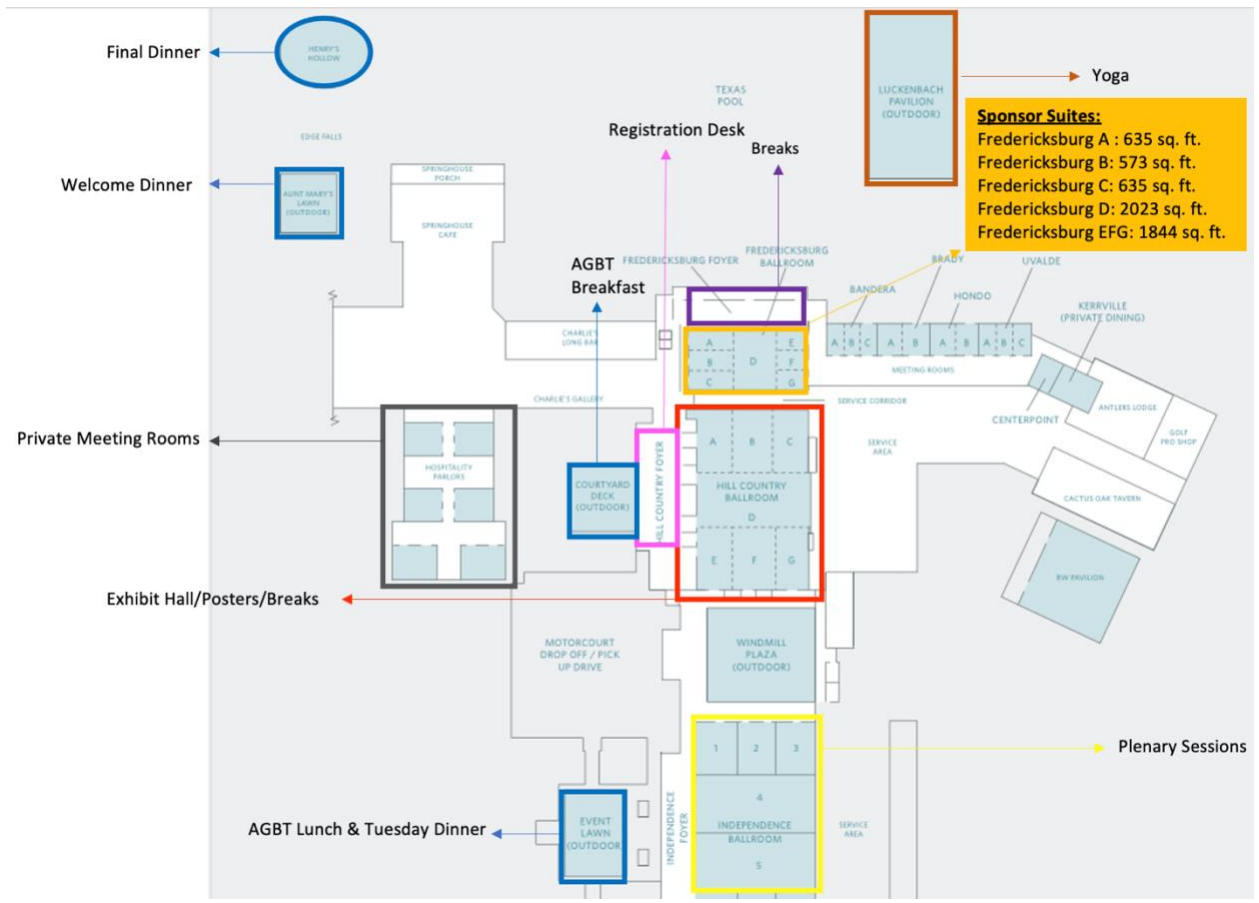 Final Dinner
HENRY'S
HOLLOW
LUCKENBACH
PAVILION
(OUTDOOR)
Yoga
TEXAS
POOL
Sponsor Suites:
Fredericksburg A : 635 sq. ft.
Fredericksburg B: 573 sq. ft.
Fredericksburg C: 635 sq. ft.
Fredericksburg D: 2023 sq. ft.
Fredericksburg EFG: 1844 sq. ft.
Registration Desk
Breaks
EDGE FALLS
Welcome Dinner
AUNT MARY'S
LAWN
(OUTDOOR)
SPRINGHOUSE
PORCH
SPRINGHOUSE
CAFE
AGBT
Breakfast
FREDERICKSBURG FOYER
FREDERICKSBURG
BALLROOM
BANDERA
BRADY
HONDO
UVALDE
KERRVILLE
(PRIVATE DINING)
CHARLIE'S
LONG BAR
A
B
C
D
E
F
G
A B C
A B
A B
A B C
MEETING ROOMS
CENTERPOINT
ANTLERS LODGE
GOLF
PRO SHOP
CHARLIE'S GALLERY
SERVICE CORRIDOR
SERVICE
AREA
Private Meeting Rooms
HOSPITALITY
PARLORS
COURTYARD
DECK
(OUTDOOR)
HILL COUNTRY FOYER
A B C
HILL COUNTRY
BALLROOM
D
E F G
CACTUS OAK TAVERN
RW PAVILION
Exhibit Hall/Posters/Breaks
MOTORCOURT
DROP OFF / PICK
UP DRIVE
WINDMILL
PLAZA
(OUTDOOR)
Plenary Sessions
1 2 3
4
INDEPENDENCE
BALLROOM
5
INDEPENDENCE
FOYER
SERVICE
AREA
AGBT Lunch & Tuesday Dinner
EVENT
LAWN
(OUTDOOR